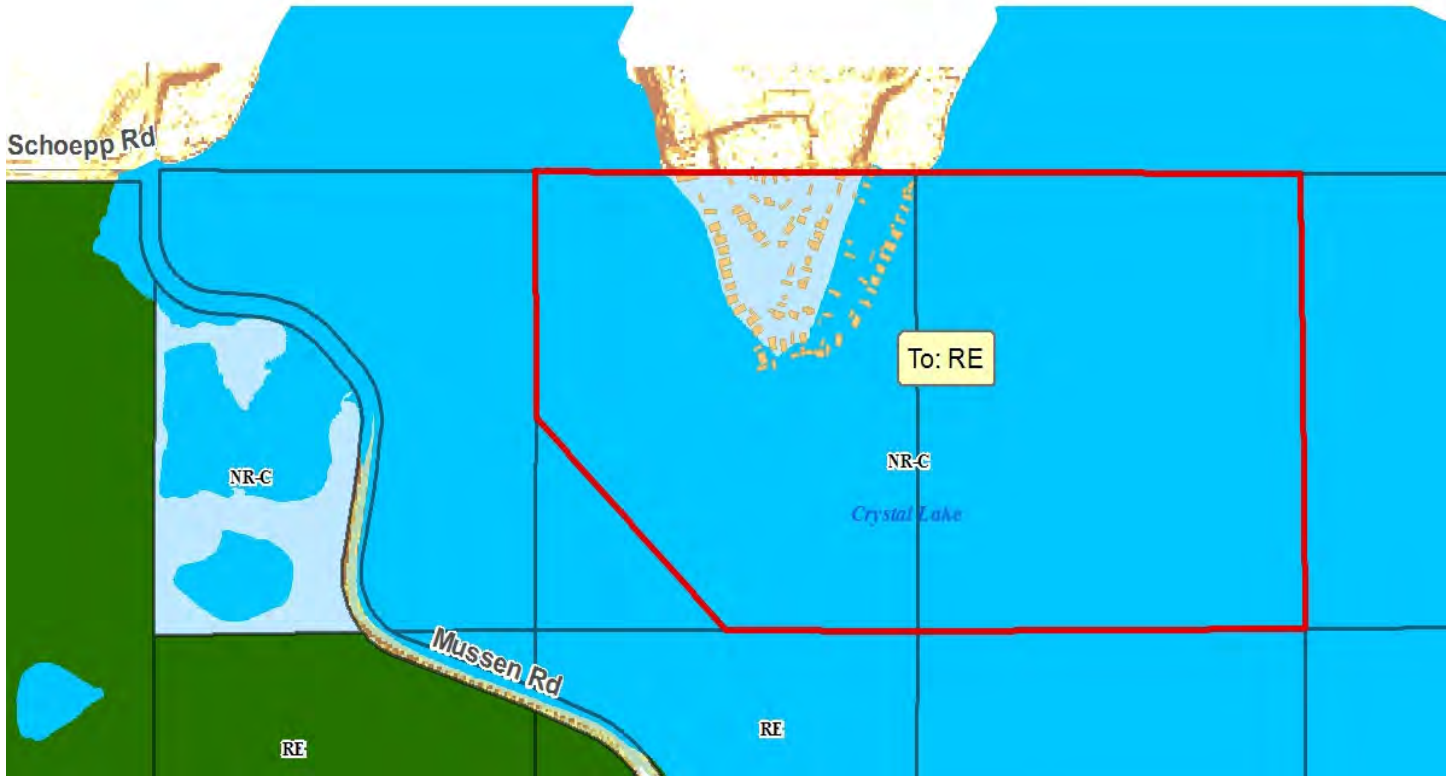 Schoepp Rd
To: RE
NR-C
NR-C
Crystal Lake
Mussen Rd
RE
RE